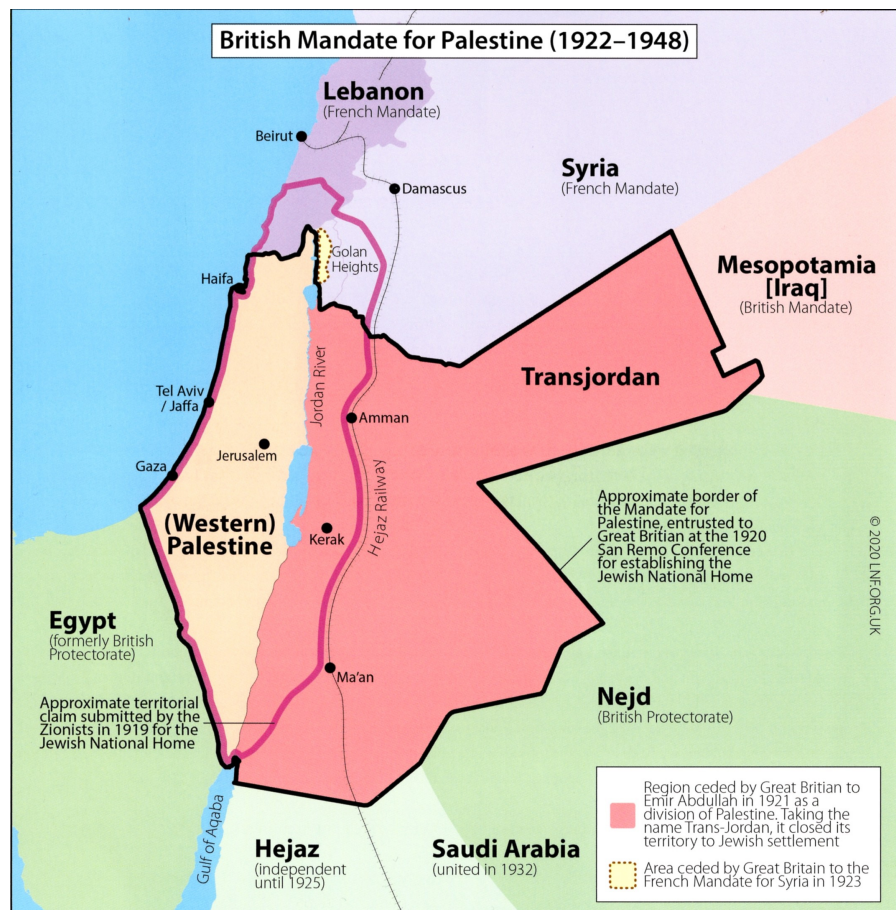 British Mandate for Palestine (1922–1948)
Lebanon
(French Mandate)
Beirut
Syria
(French Mandate)
Damascus
Golan
Heights
Mesopotamia
[Iraq]
(British Mandate)
Haifa
Transjordan
Jordan River
Tel Aviv
/ Jaffa
Amman
Jerusalem
Gaza
Hejaz Railway
Approximate border of
the Mandate for
Palestine, entrusted to
Great Britian at the 1920
San Remo Conference
for establishing the
Jewish National Home
(Western)
Palestine
Kerak
© 2020 LNF.ORG.UK
Egypt
(formerly British
Protectorate)
Ma'an
Nejd
(British Protectorate)
Approximate territorial
claim submitted by the
Zionists in 1919 for the
Jewish National Home
Gulf of Aqaba
Hejaz
(independent
until 1925)
Saudi Arabia
(united in 1932)
Region ceded by Great Britian to
Emir Abdullah in 1921 as a
division of Palestine. Taking the
name Trans-Jordan, it closed its
territory to Jewish settlement
Area ceded by Great Britain to the
French Mandate for Syria in 1923